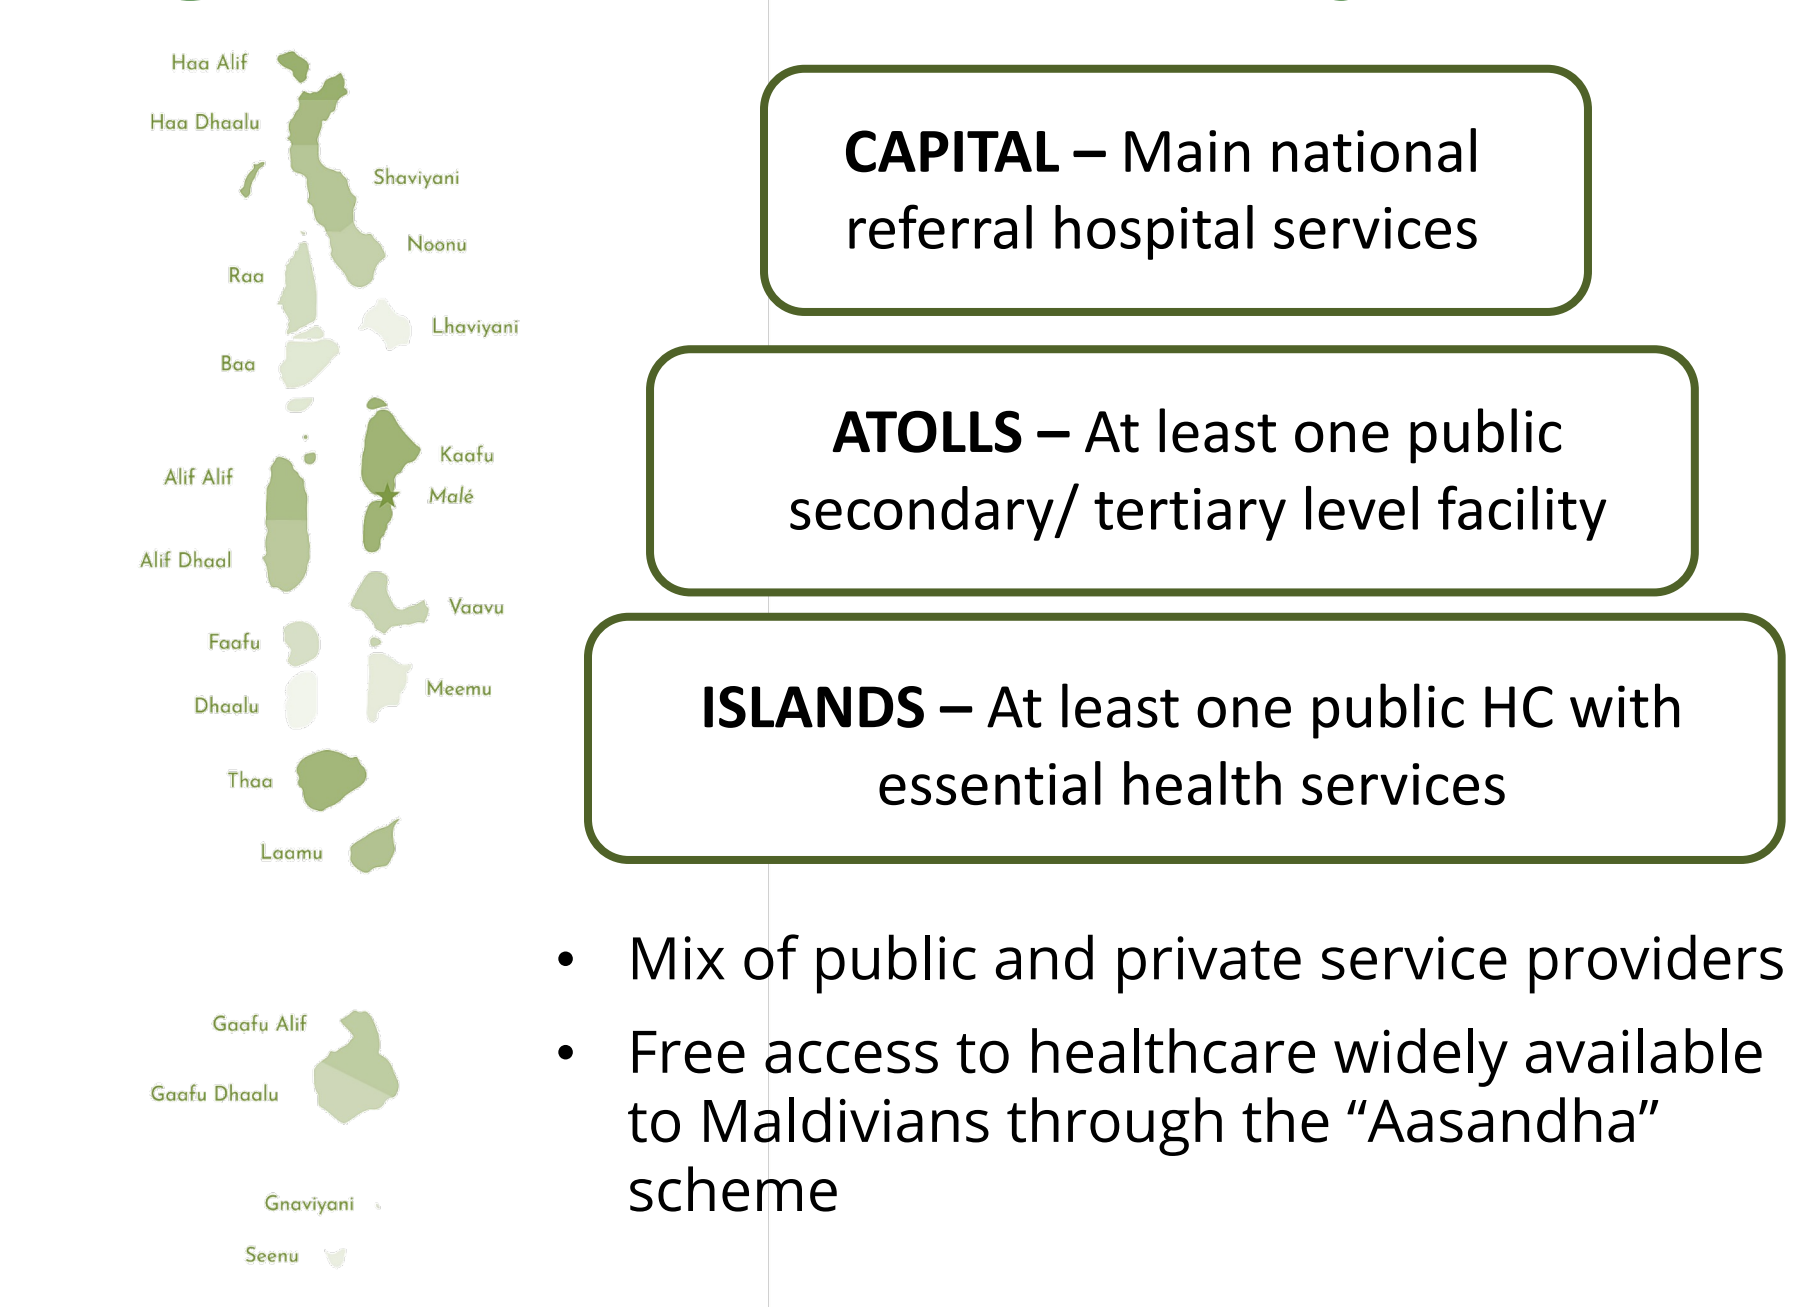 Haa Alif
Haa Dhaalu
Shaviyani
Noonu
Raa
Lhaviyani
Baa
Kaafu
Alif Alif
Malé
Alif Dhaal
Vaavu
Faafu
Meemu
Dhaalu
Thaa
Laamu
Gaafu Alif
Gaafu Dhaalu
Gnaviyani
Seenu
CAPITAL – Main national
referral hospital services
ATOLLS – At least one public
secondary/ tertiary level facility
ISLANDS – At least one public HC with
essential health services
• Mix of public and private service providers
• Free access to healthcare widely available
to Maldivians through the “Aasandha”
scheme